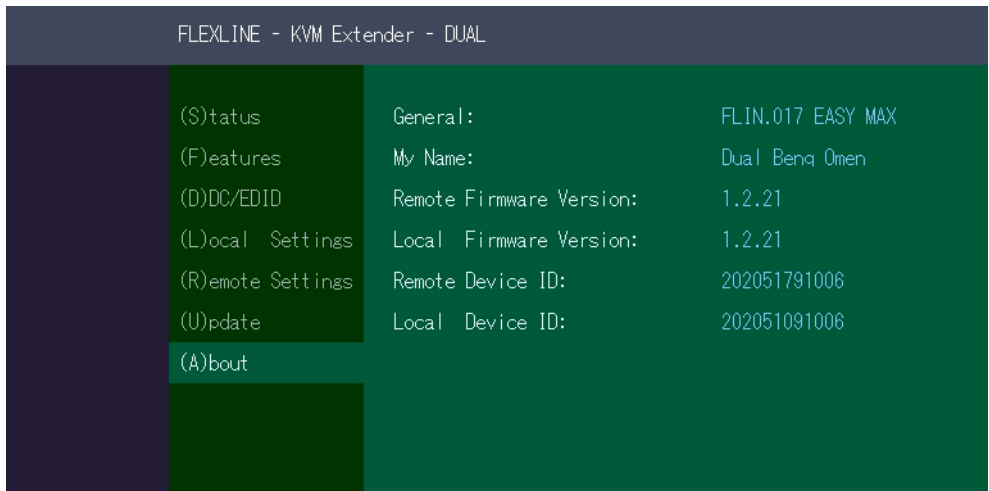 FLEXLINE - KVM Extender - DUAL
(S)tatus
(F)eatures
(D)DC/EDID
(L)ocal Settings
(R)emote Settings
(U)pdate
(A)bout
General: FLIN.017 EASY MAX
My Name: Dual Benq Omen
Remote Firmware Version: 1.2.21
Local Firmware Version: 1.2.21
Remote Device ID: 202051791006
Local Device ID: 202051091006